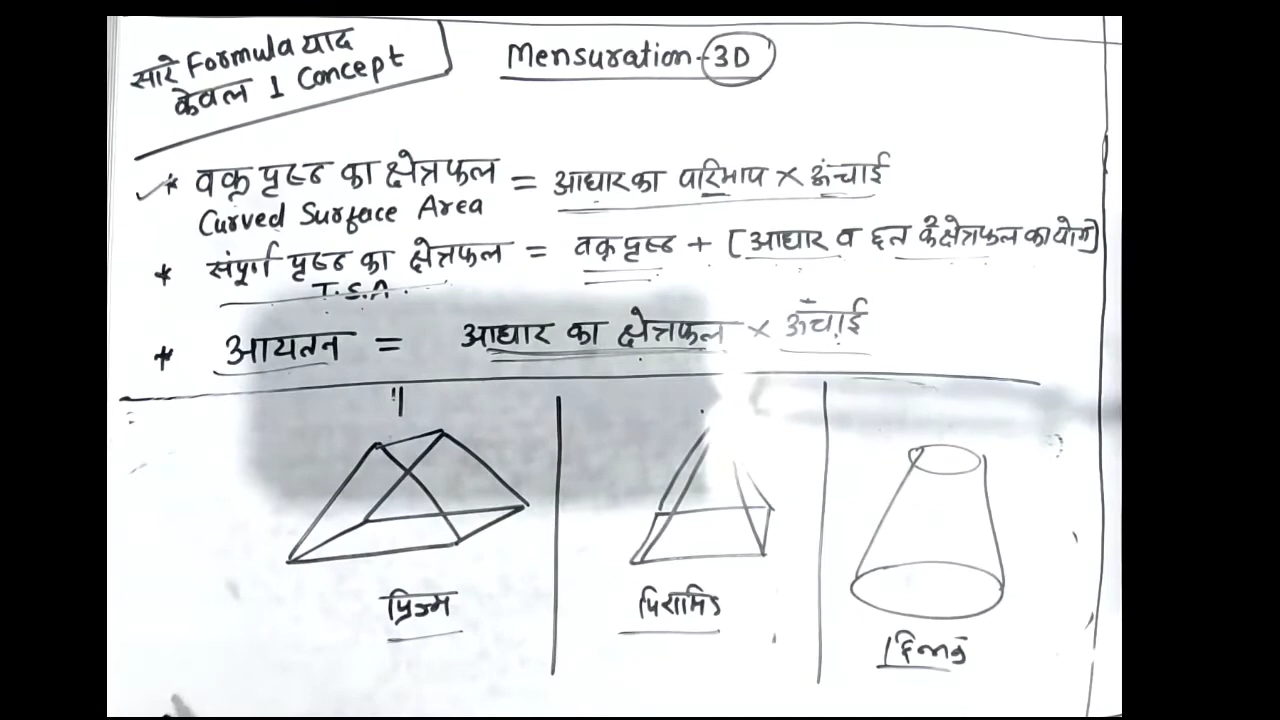 सारे Formula याद
केवल 1 Concept
Mensuration-3D
* वक्र पृष्ठ का क्षेत्रफल = आधार का परिमाप × ऊंचाई
Curved Surface Area
* संपूर्ण पृष्ठ का क्षेत्रफल = वक्र पृष्ठ + [आधार व छत के क्षेत्रफल का योग]
T.S.A
* आयतन = आधार का क्षेत्रफल × ऊँचाई
प्रिज्म
पिरामिड